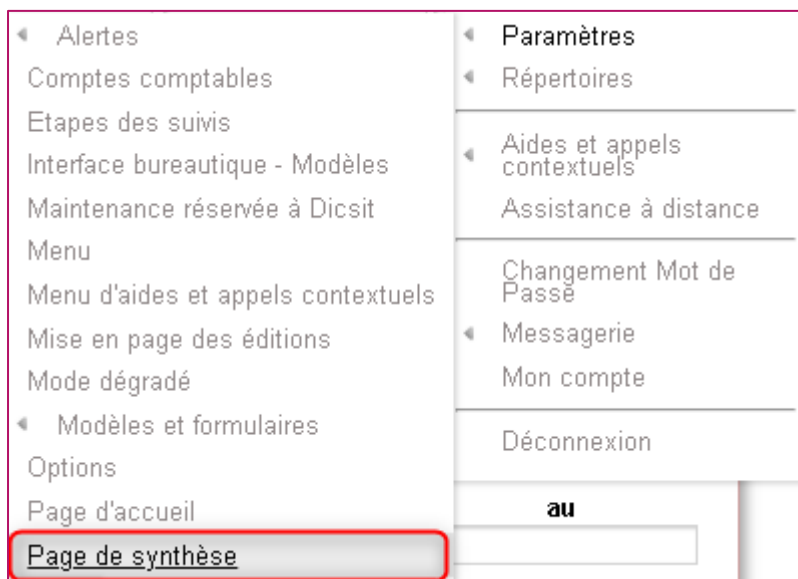 Alertes
Comptes comptables
Etapes des suivis
Interface bureautique - Modèles
Maintenance réservée à Dicsit
Menu
Menu d'aides et appels contextuels
Mise en page des éditions
Mode dégradé
Modèles et formulaires
Options
Page d'accueil
Page de synthèse
Paramètres
Répertoires
Aides et appels
contextuels
Assistance à distance
Changement Mot de
Passe
Messagerie
Mon compte
Déconnexion
au